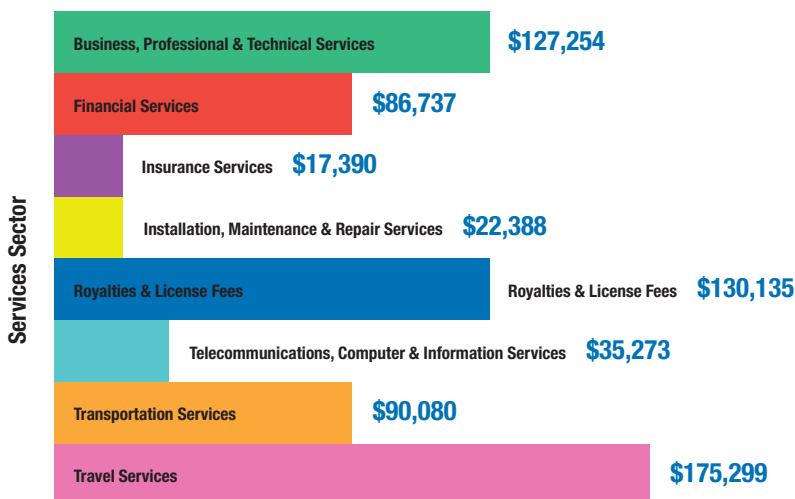 Services Sector
Business, Professional & Technical Services $127,254
Financial Services $86,737
Insurance Services $17,390
Installation, Maintenance & Repair Services $22,388
Royalties & License Fees Royalties & License Fees $130,135
Telecommunications, Computer & Information Services $35,273
Transportation Services $90,080
Travel Services $175,299